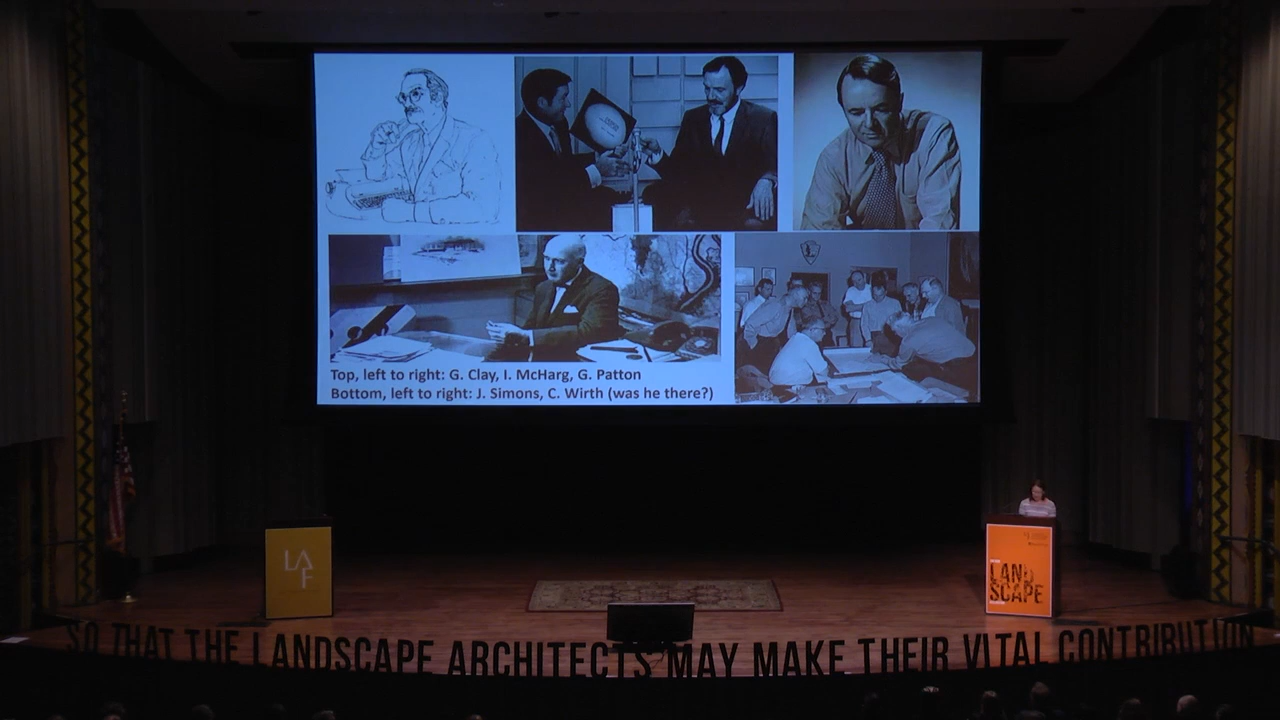 Top, left to right: G. Clay, I. McHarg, G. Patton
Bottom, left to right: J. Simons, C. Wirth (was he there?)
LA
F
LAND
SCAPE
SO THAT THE LANDSCAPE ARCHITECTS MAY MAKE THEIR VITAL CONTRIBUTION